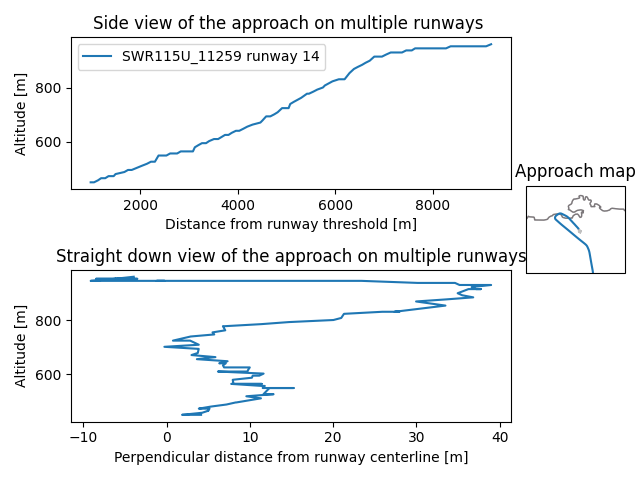 Side view of the approach on multiple runways
SWR115U_11259 runway 14
Altitude [m]
800
600
2000 4000 6000 8000
Distance from runway threshold [m]
Approach map
Straight down view of the approach on multiple runways
Altitude [m]
800
600
−10 0 10 20 30 40
Perpendicular distance from runway centerline [m]